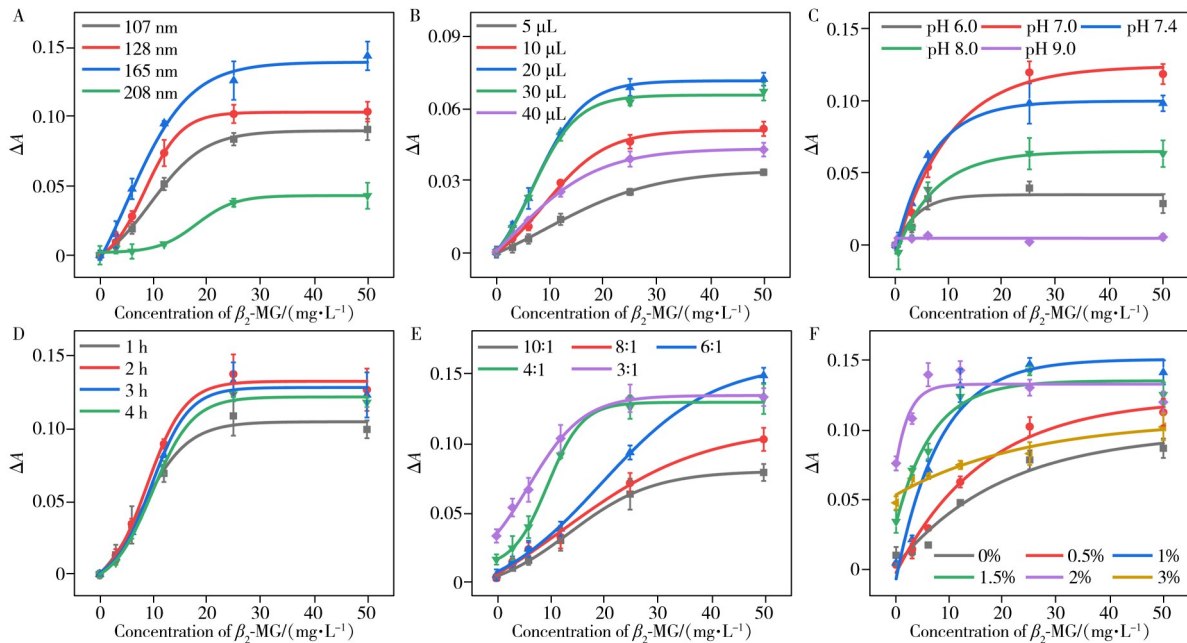 A
107 nm
128 nm
165 nm
208 nm
0.15
0.10
0.05
0
ΔA
0 10 20 30 40 50
Concentration of β₂-MG/(mg•L⁻¹)
B
5 μL
10 μL
20 μL
30 μL
40 μL
0.09
0.06
0.03
0
ΔA
0 10 20 30 40 50
Concentration of β₂-MG/(mg•L⁻¹)
C
pH 6.0 pH 7.0 pH 7.4
pH 8.0 pH 9.0
0.15
0.10
0.05
0
ΔA
0 10 20 30 40 50
Concentration of β₂-MG/(mg•L⁻¹)
D
1 h
2 h
3 h
4 h
0.15
0.10
0.05
0
ΔA
0 10 20 30 40 50
Concentration of β₂-MG/(mg•L⁻¹)
E
10:1 8:1 6:1
4:1 3:1
0.15
0.10
0.05
0
ΔA
0 10 20 30 40 50
Concentration of β₂-MG/(mg•L⁻¹)
F
0.15
0.10
0.05
0
ΔA
0% 0.5% 1%
1.5% 2% 3%
0 10 20 30 40 50
Concentration of β₂-MG/(mg•L⁻¹)